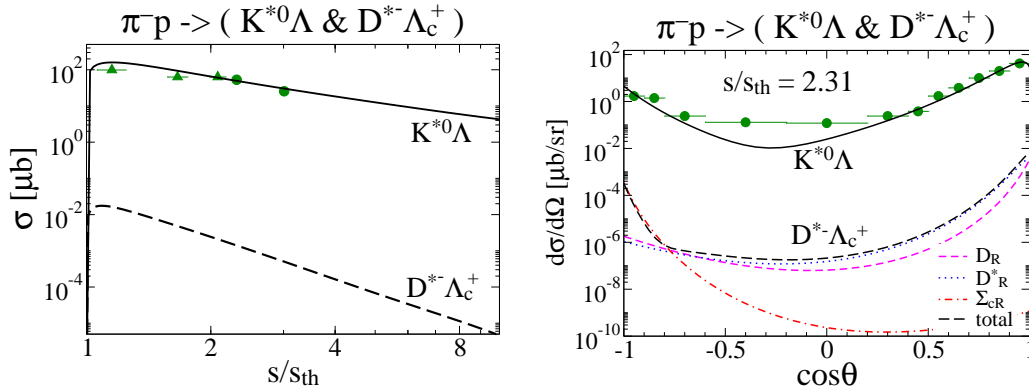 π⁻p -> ( K*⁰Λ & D*⁻Λc⁺ )
σ [μb]
10²
10⁰
10⁻²
10⁻⁴
K*⁰Λ
D*⁻Λc⁺
1 2 4 8
s/sth
π⁻p -> ( K*⁰Λ & D*⁻Λc⁺ )
dσ/dΩ [μb/sr]
10²
10⁰
10⁻²
10⁻⁴
10⁻⁶
10⁻⁸
10⁻¹⁰
s/sth = 2.31
K*⁰Λ
D*⁻Λc⁺
DR
D*R
ΣcR
total
-1 -0.5 0 0.5 1
cosθ